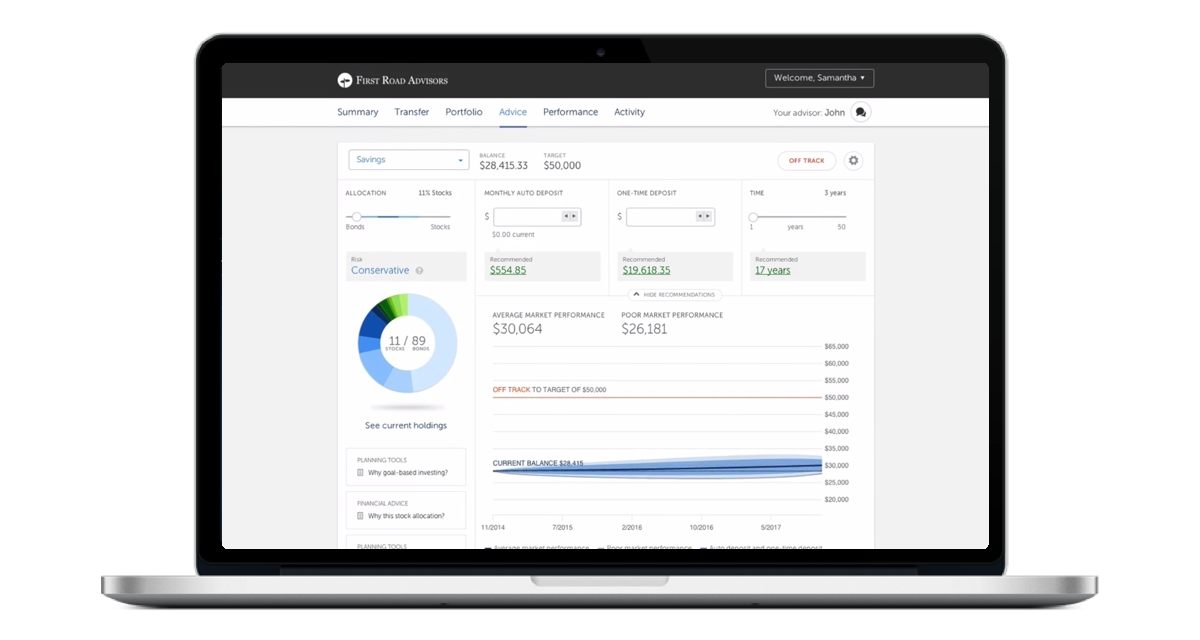 First Road Advisors
Welcome, Samantha
Summary Transfer Portfolio Advice Performance Activity
Your advisor: John
Savings
BALANCE
$28,415.33
TARGET
$50,000
OFF TRACK
ALLOCATION 11% Stocks
Bonds Stocks
Risk
Conservative ?
MONTHLY AUTO DEPOSIT
$
$0.00 current
Recommended
$554.85
ONE-TIME DEPOSIT
$
Recommended
$19,618.35
TIME 3 years
1 years 50
Recommended
17 years
HIDE RECOMMENDATIONS
11 / 89
STOCKS BONDS
See current holdings
PLANNING TOOLS
Why goal-based investing?
FINANCIAL ADVICE
Why this stock allocation?
PLANNING TOOLS
AVERAGE MARKET PERFORMANCE
$30,064
POOR MARKET PERFORMANCE
$26,181
$65,000
$60,000
$55,000
OFF TRACK TO TARGET OF $50,000
$50,000
$45,000
$40,000
$35,000
CURRENT BALANCE $28,415
$30,000
$25,000
$20,000
11/2014 7/2015 2/2016 10/2016 5/2017
Average market performance Poor market performance Auto deposit and one-time deposit